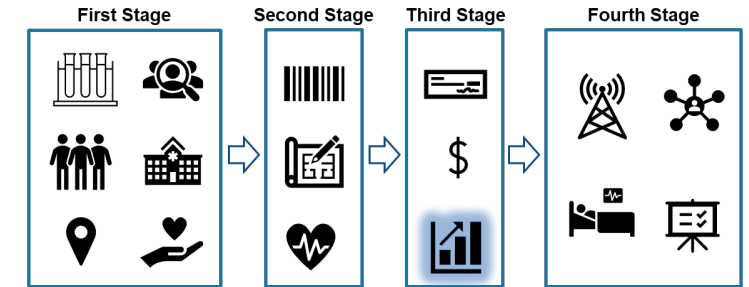 First Stage
Second Stage
Third Stage
Fourth Stage
$